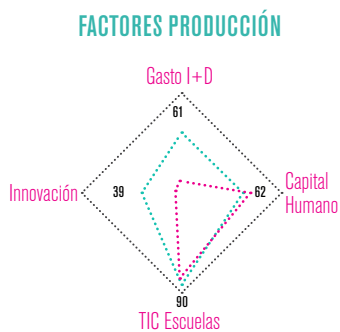 FACTORES PRODUCCIÓN
Gasto I+D
61
Innovación
39
62
Capital
Humano
90
TIC Escuelas